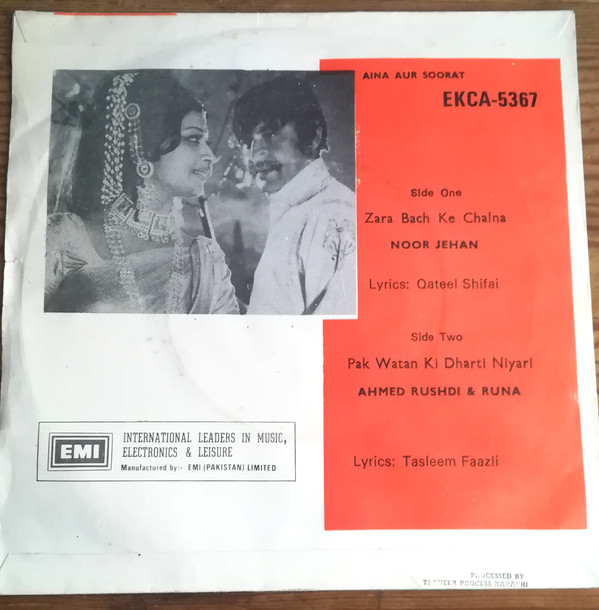 AINA AUR SOORAT
EKCA-5367
Side One
Zara Bach Ke Chalna
NOOR JEHAN
Lyrics: Qateel Shifai
Side Two
Pak Watan Ki Dharti Niyari
AHMED RUSHDI & RUNA
Lyrics: Tasleem Faazli
EMI
INTERNATIONAL LEADERS IN MUSIC,
ELECTRONICS & LEISURE
Manufactured by:- EMI (PAKISTAN) LIMITED
PROCESSED BY
PROCESS KARACHI